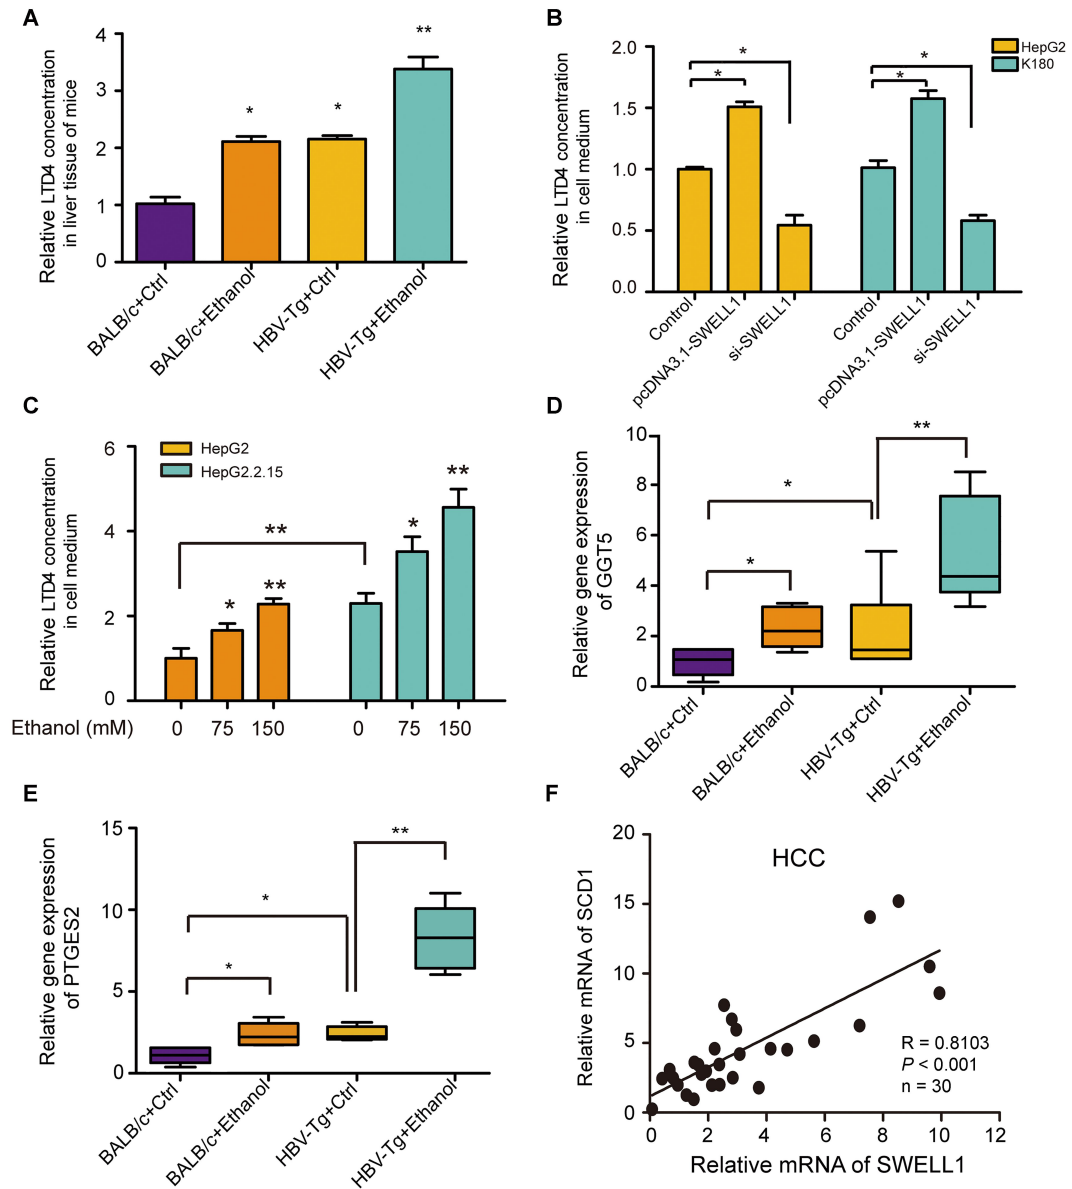 A
Relative LTD4 concentration
in liver tissue of mice
4
3
2
1
0
*
*
**
BALB/c+Ctrl
BALB/c+Ethanol
HBV-Tg+Ctrl
HBV-Tg+Ethanol
B
HepG2
K180
Relative LTD4 concentration
in cell medium
2.0
1.5
1.0
0.5
0.0
*
*
*
*
Control
pcDNA3.1-SWELL1
si-SWELL1
Control
pcDNA3.1-SWELL1
si-SWELL1
C
HepG2
HepG2.2.15
Relative LTD4 concentration
in cell medium
6
4
2
0
**
*
**
*
**
Ethanol (mM) 0 75 150 0 75 150
D
Relative gene expression
of GGT5
10
8
6
4
2
0
*
*
**
BALB/c+Ctrl
BALB/c+Ethanol
HBV-Tg+Ctrl
HBV-Tg+Ethanol
E
Relative gene expression
of PTGES2
15
10
5
0
*
*
**
BALB/c+Ctrl
BALB/c+Ethanol
HBV-Tg+Ctrl
HBV-Tg+Ethanol
F
HCC
Relative mRNA of SCD1
20
15
10
5
0
R = 0.8103
P < 0.001
n = 30
0 2 4 6 8 10 12
Relative mRNA of SWELL1